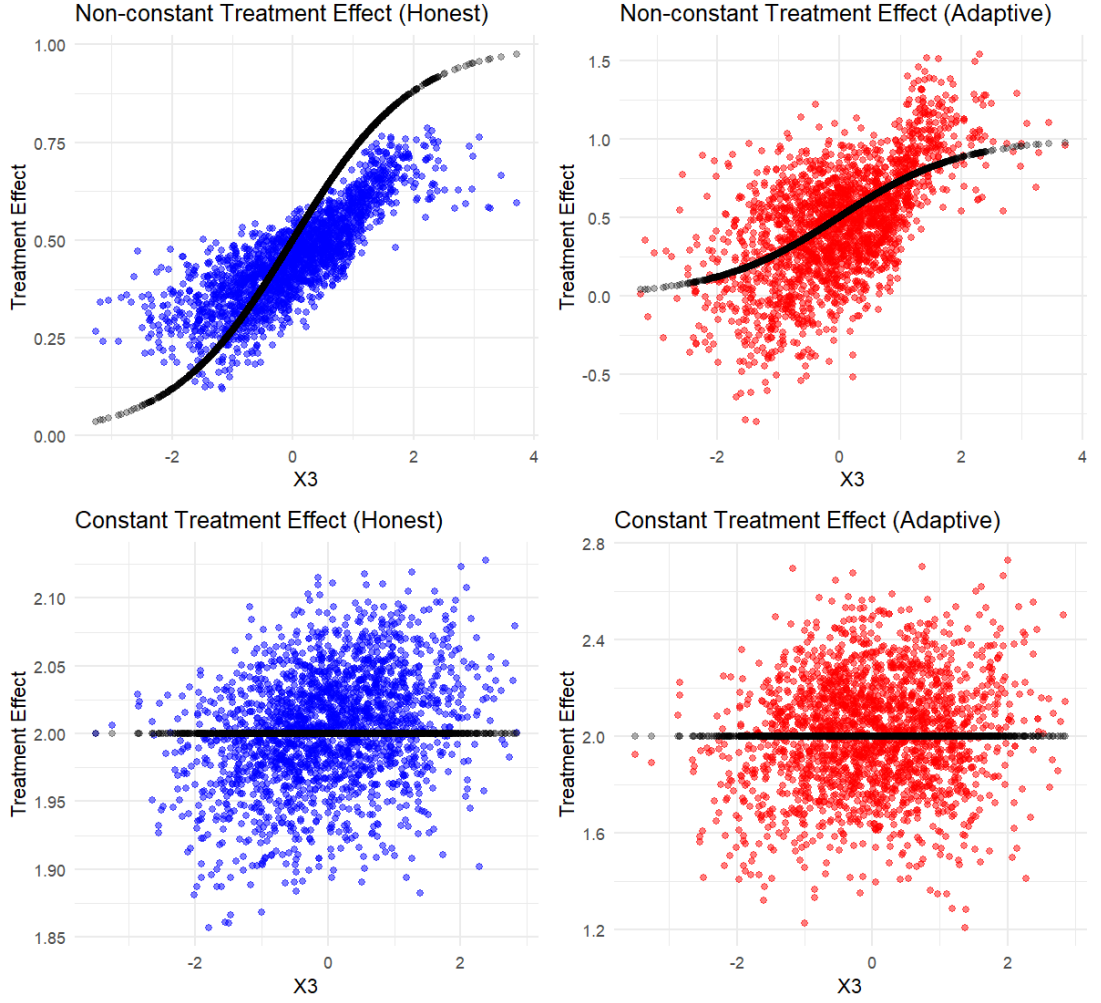 Non-constant Treatment Effect (Honest)
Treatment Effect
1.00
0.75
0.50
0.25
0.00
-2
0
2
4
X3
Non-constant Treatment Effect (Adaptive)
Treatment Effect
1.5
1.0
0.5
0.0
-0.5
-2
0
2
4
X3
Constant Treatment Effect (Honest)
Treatment Effect
2.10
2.05
2.00
1.95
1.90
1.85
-2
0
2
X3
Constant Treatment Effect (Adaptive)
Treatment Effect
2.8
2.4
2.0
1.6
1.2
-2
0
2
X3